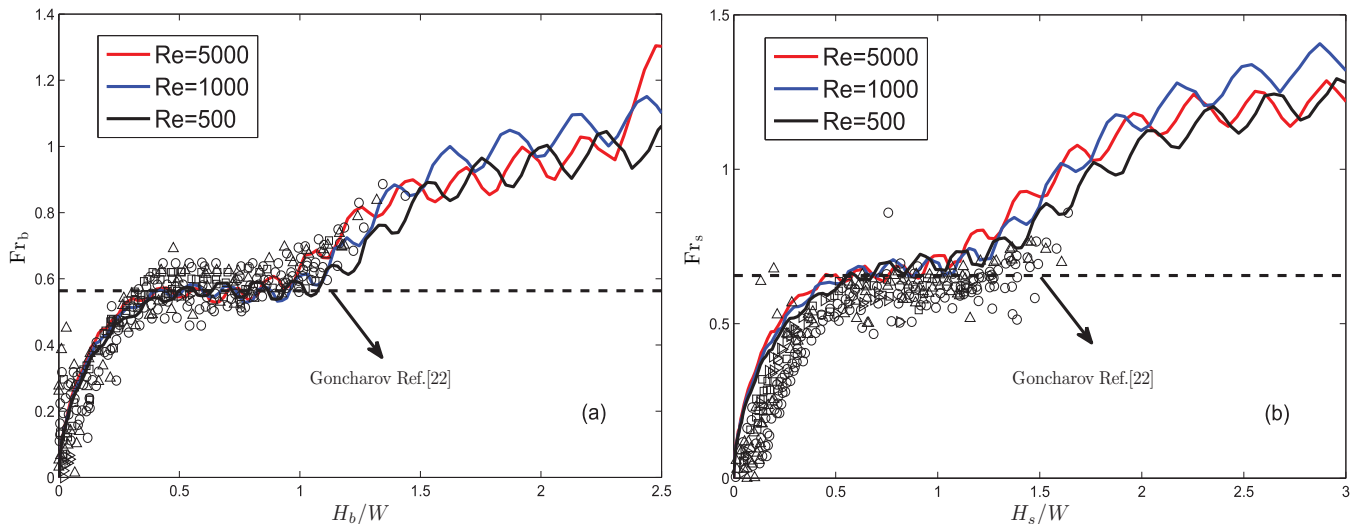 1.4
1.2
1
0.8
0.6
0.4
0.2
0
Fr_b
Re=5000
Re=1000
Re=500
Goncharov Ref.[22]
(a)
0 0.5 1 1.5 2 2.5
H_b/W
1.5
1
0.5
0
Fr_s
Re=5000
Re=1000
Re=500
Goncharov Ref.[22]
(b)
0 0.5 1 1.5 2 2.5 3
H_s/W